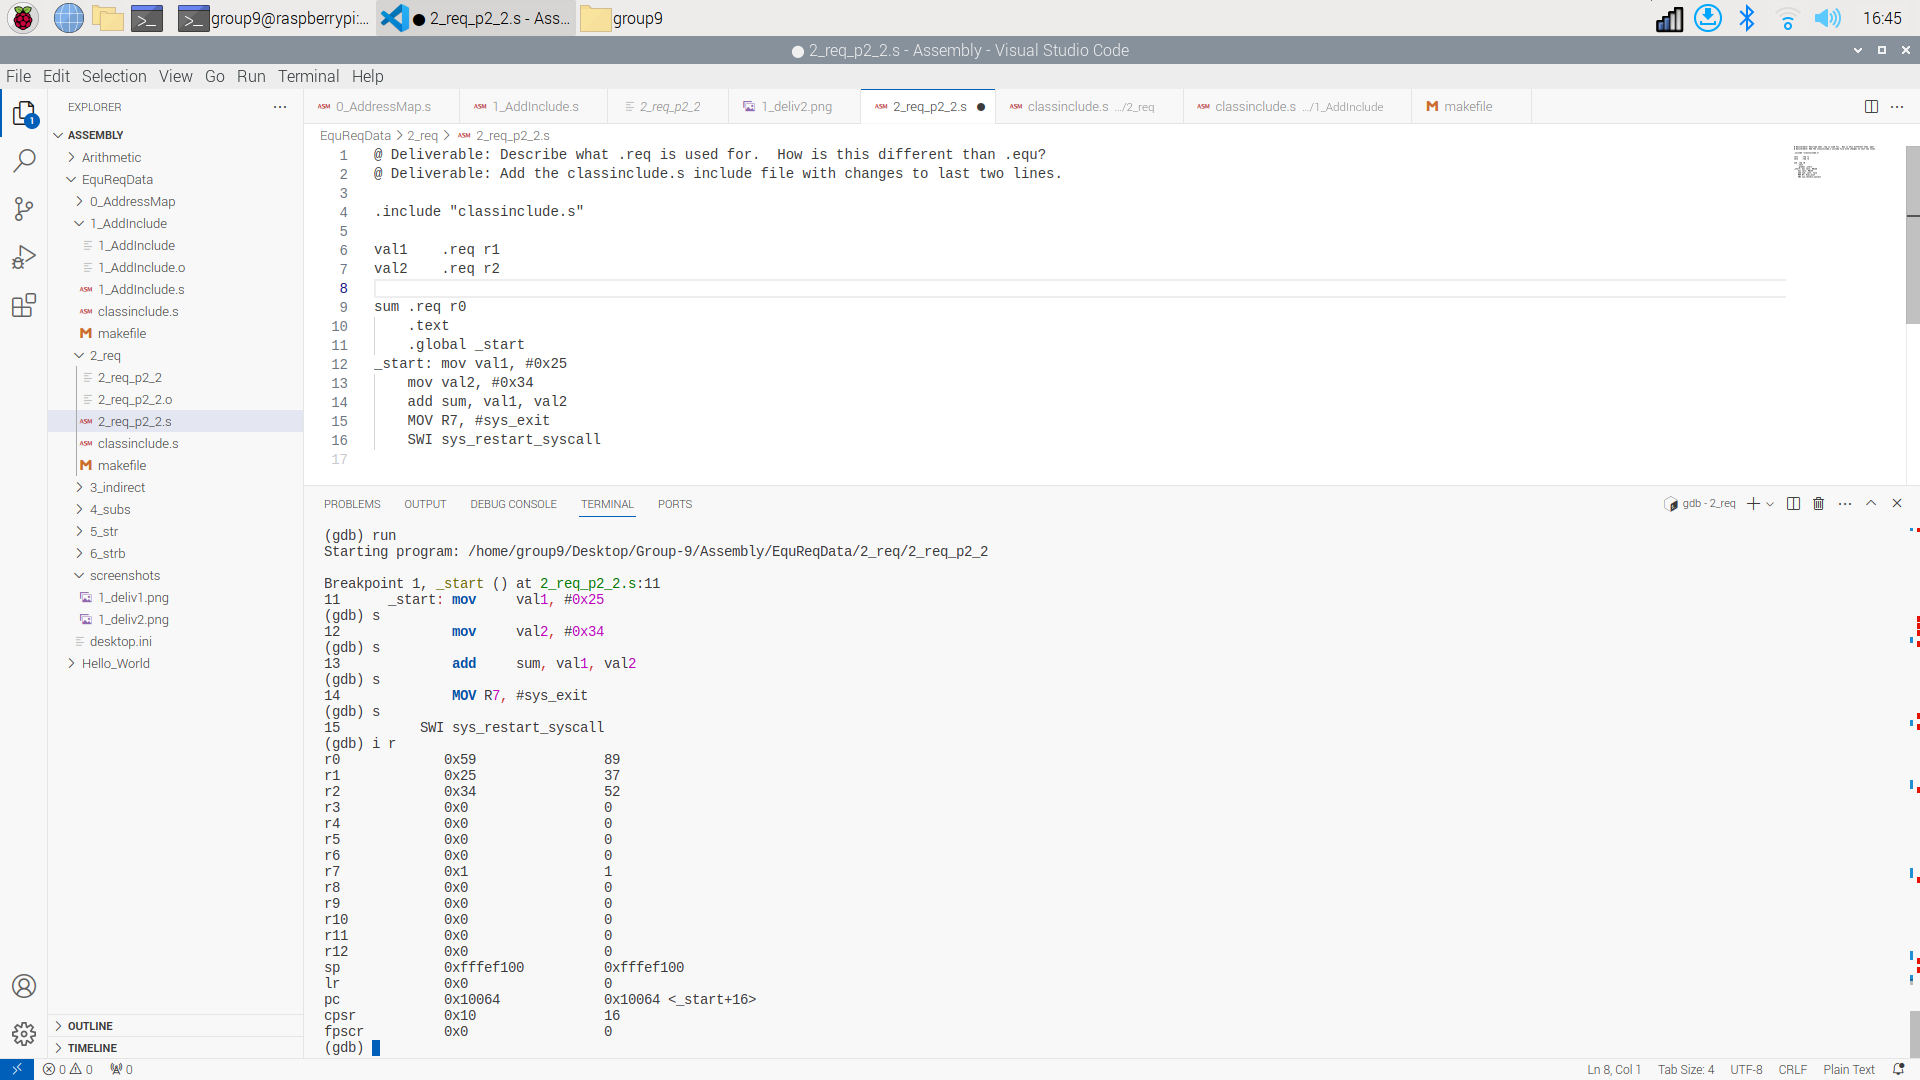 group9@raspberrypi:...
2_req_p2_2.s - Ass...
group9
16:45
2_req_p2_2.s - Assembly - Visual Studio Code
File Edit Selection View Go Run Terminal Help
EXPLORER
ASSEMBLY
Arithmetic
EquReqData
0_AddressMap
1_AddInclude
1_AddInclude
1_AddInclude.o
ASM 1_AddInclude.s
ASM classinclude.s
M makefile
2_req
2_req_p2_2
2_req_p2_2.o
ASM 2_req_p2_2.s
ASM classinclude.s
M makefile
3_indirect
4_subs
5_str
6_strb
screenshots
1_deliv1.png
1_deliv2.png
desktop.ini
Hello_World
OUTLINE
TIMELINE
1
ASM 0_AddressMap.s
ASM 1_AddInclude.s
2_req_p2_2
1_deliv2.png
ASM 2_req_p2_2.s
ASM classinclude.s .../2_req
ASM classinclude.s .../1_AddInclude
M makefile
EquReqData > 2_req > ASM 2_req_p2_2.s
1 @ Deliverable: Describe what .req is used for.  How is this different than .equ?
2 @ Deliverable: Add the classinclude.s include file with changes to last two lines.
3
4 .include "classinclude.s"
5
6 val1    .req r1
7 val2    .req r2
8
9 sum .req r0
10     .text
11     .global _start
12 _start: mov val1, #0x25
13     mov val2, #0x34
14     add sum, val1, val2
15     MOV R7, #sys_exit
16     SWI sys_restart_syscall
17
PROBLEMS OUTPUT DEBUG CONSOLE TERMINAL PORTS
gdb - 2_req
(gdb) run
Starting program: /home/group9/Desktop/Group-9/Assembly/EquReqData/2_req/2_req_p2_2
Breakpoint 1, _start () at 2_req_p2_2.s:11
11      _start: mov     val1, #0x25
(gdb) s
12              mov     val2, #0x34
(gdb) s
13              add     sum, val1, val2
(gdb) s
14              MOV R7, #sys_exit
(gdb) s
15          SWI sys_restart_syscall
(gdb) i r
r0             0x59                89
r1             0x25                37
r2             0x34                52
r3             0x0                 0
r4             0x0                 0
r5             0x0                 0
r6             0x0                 0
r7             0x1                 1
r8             0x0                 0
r9             0x0                 0
r10            0x0                 0
r11            0x0                 0
r12            0x0                 0
sp             0xfffef100          0xfffef100
lr             0x0                 0
pc             0x10064             0x10064 <_start+16>
cpsr           0x10                16
fpscr          0x0                 0
(gdb)
0 0 0
Ln 8, Col 1 Tab Size: 4 UTF-8 CRLF Plain Text